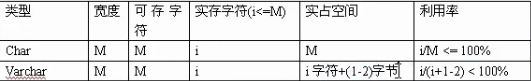 类型 宽度 可存字符 实存字符(i<=M) 实占空间 利用率
Char M M i M i/M <= 100%
Varchar M M i i字符+(1-2)字节 i/(i+1-2) < 100%